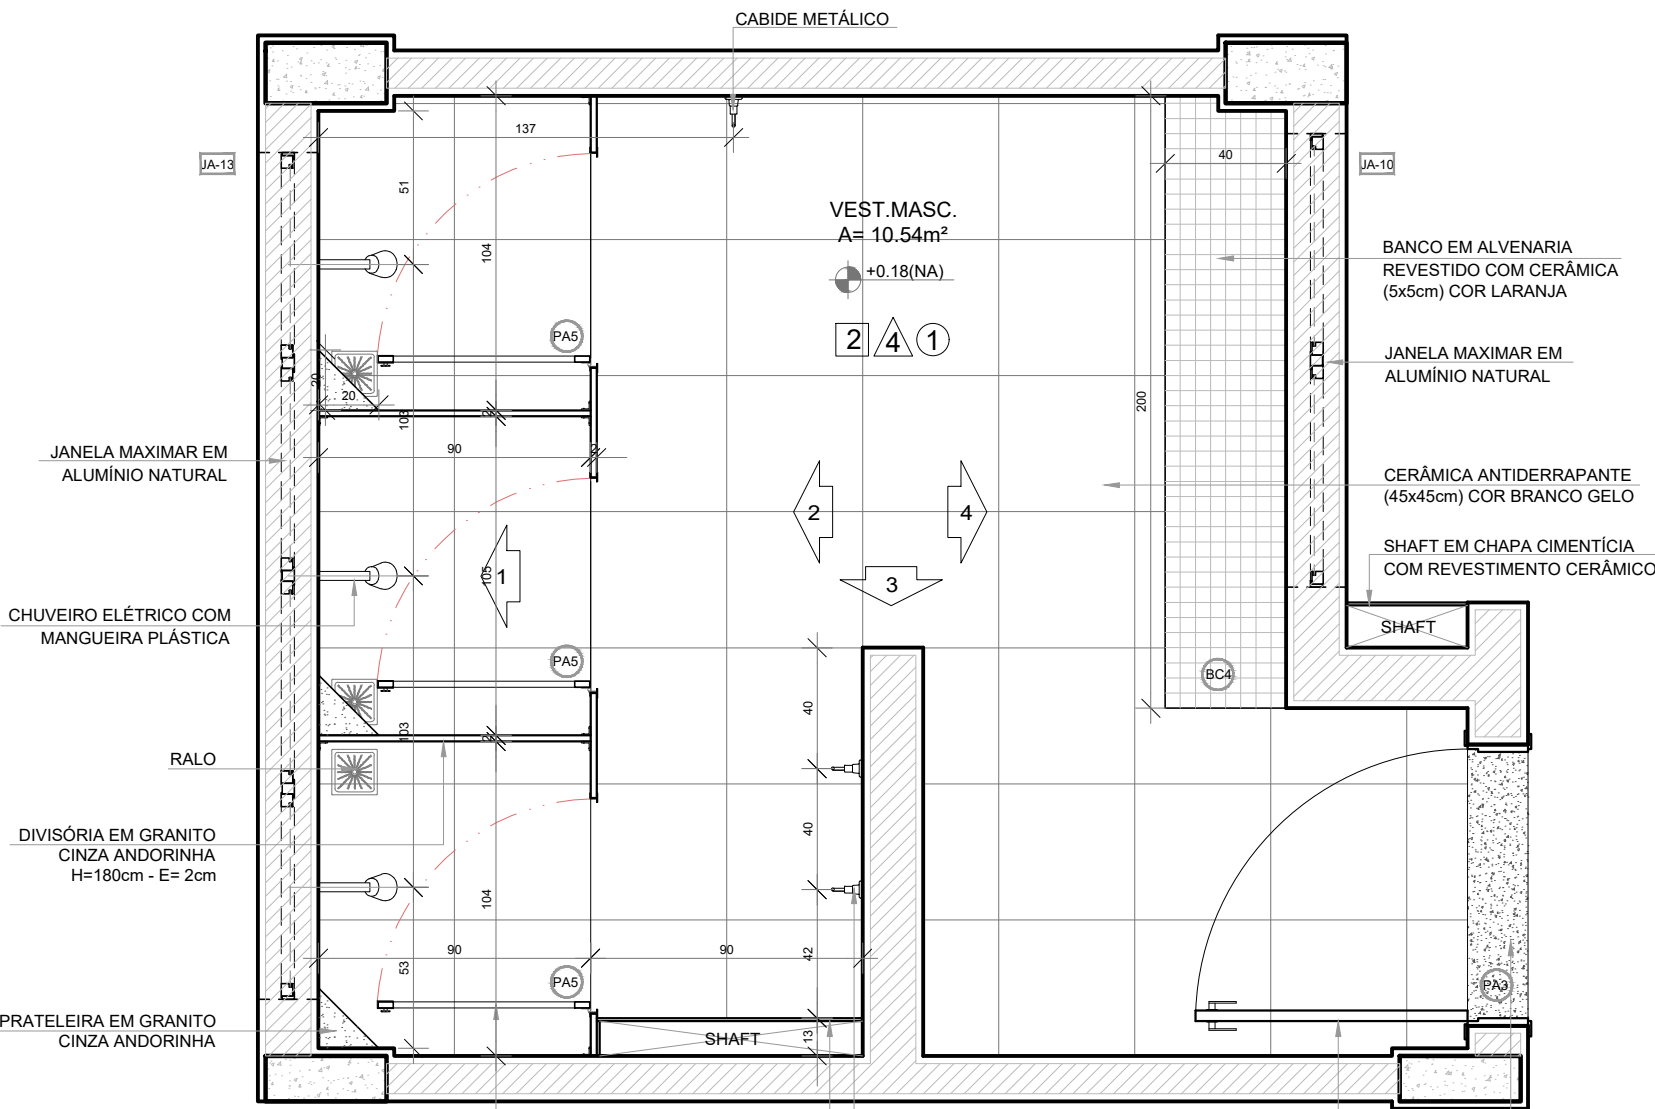 CABIDE METÁLICO
137
JA-13
40
JA-10
51
104
VEST.MASC.
A= 10.54m²
+0.18(NA)
BANCO EM ALVENARIA
REVESTIDO COM CERÂMICA
(5x5cm) COR LARANJA
2
4
1
PA5
JANELA MAXIMAR EM
ALUMÍNIO NATURAL
20
20
103
2
200
90
2
JANELA MAXIMAR EM
ALUMÍNIO NATURAL
CERÂMICA ANTIDERRAPANTE
(45x45cm) COR BRANCO GELO
2
4
SHAFT EM CHAPA CIMENTÍCIA
COM REVESTIMENTO CERÂMICO
1
105
3
CHUVEIRO ELÉTRICO COM
MANGUEIRA PLÁSTICA
SHAFT
PA5
BC4
40
103
2
RALO
40
DIVISÓRIA EM GRANITO
CINZA ANDORINHA
H=180cm - E= 2cm
104
90
90
42
53
PA5
PA3
PRATELEIRA EM GRANITO
CINZA ANDORINHA
SHAFT
13